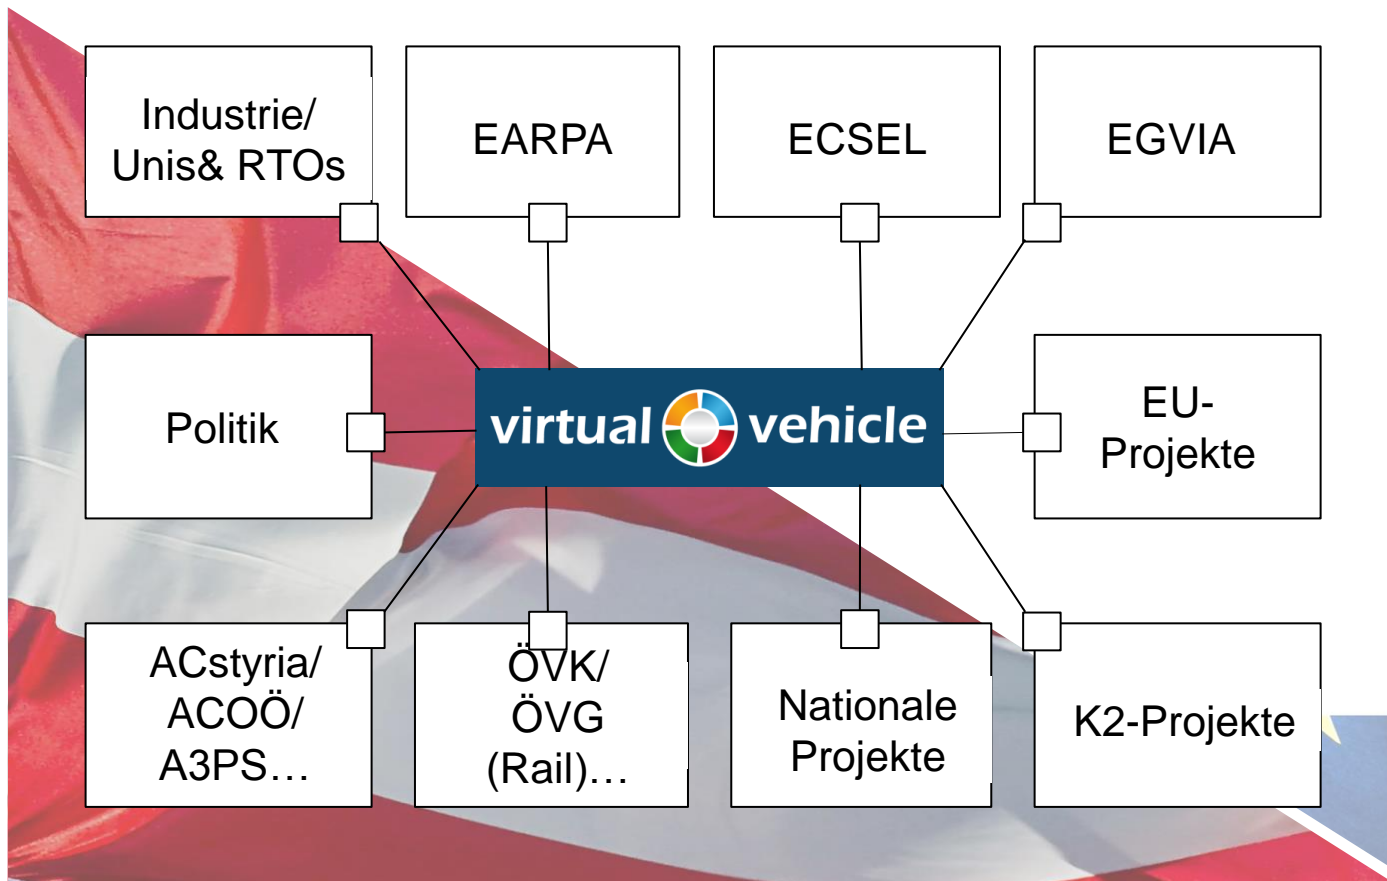 Industrie/
Unis& RTOs
EARPA
ECSEL
EGVIA
Politik
virtual vehicle
EU-
Projekte
ACstyria/
ACOÖ/
A3PS…
ÖVK/
ÖVG
(Rail)…
Nationale
Projekte
K2-Projekte